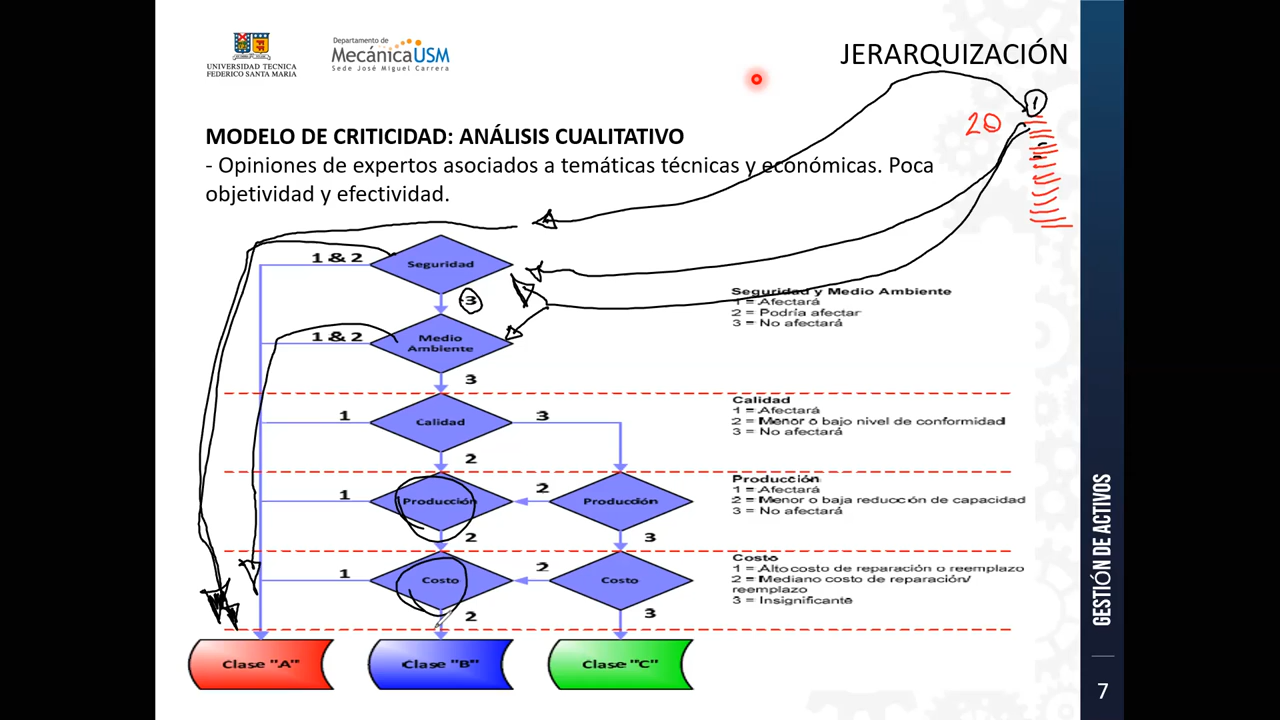 UNIVERSIDAD TECNICA
FEDERICO SANTA MARIA
Departamento de
MecánicaUSM
Sede José Miguel Carrera
JERARQUIZACIÓN
1
20
MODELO DE CRITICIDAD: ANÁLISIS CUALITATIVO
- Opiniones de expertos asociados a temáticas técnicas y económicas. Poca
objetividad y efectividad.
1 & 2
Seguridad
3
Seguridad y Medio Ambiente
1 = Afectará
2 = Podría afectar
3 = No afectará
1 & 2
Medio
Ambiente
3
Calidad
1 = Afectará
2 = Menor o bajo nivel de conformidad
3 = No afectará
1
Calidad
3
2
Producción
1 = Afectará
2 = Menor o baja reducción de capacidad
3 = No afectará
1
Producción
2
Producción
2
3
Costo
1 = Alto costo de reparación o reemplazo
2 = Mediano costo de reparación/
reemplazo
3 = Insignificante
1
Costo
2
Costo
2
3
Clase "A"
Clase "B"
Clase "C"
GESTIÓN DE ACTIVOS
7